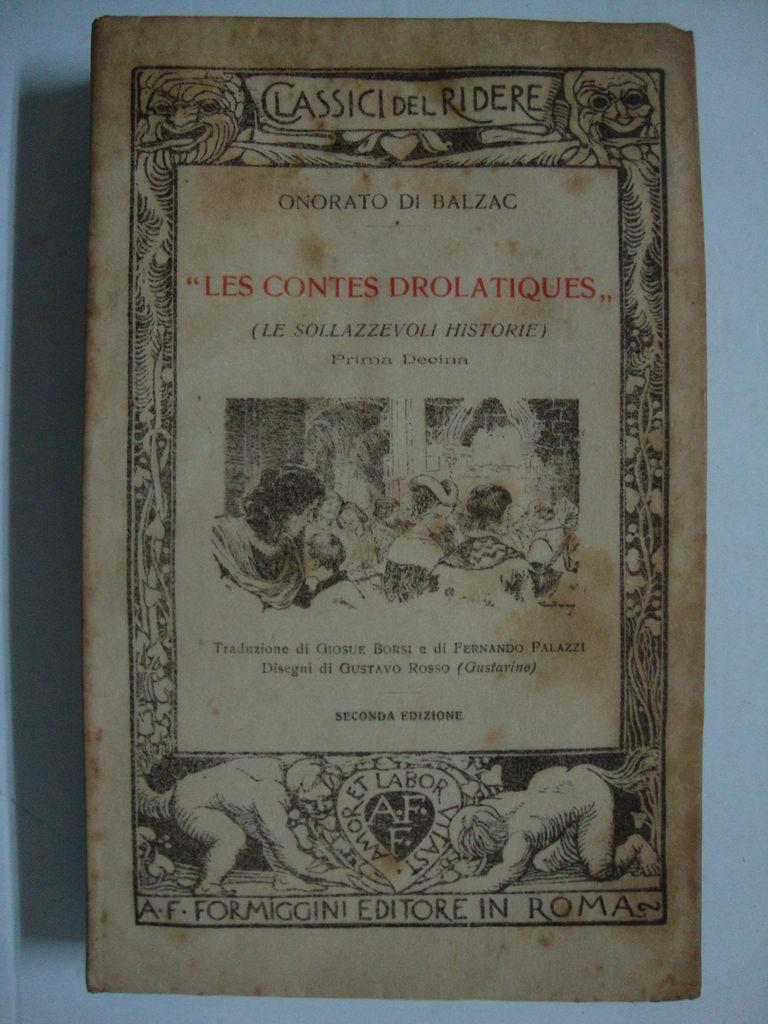 CLASSICI DEL RIDERE
ONORATO DI BALZAC
“LES CONTES DROLATIQUES„
(LE SOLLAZZEVOLI HISTORIE)
Prima Decina
Traduzione di GIOSUE BORSI e di FERNANDO PALAZZI
Disegni di GUSTAVO ROSSO (Gustavino)
SECONDA EDIZIONE
AMOR ET LABOR VITAST
A.F.
F.
A·F·FORMIGGINI EDITORE IN ROMA